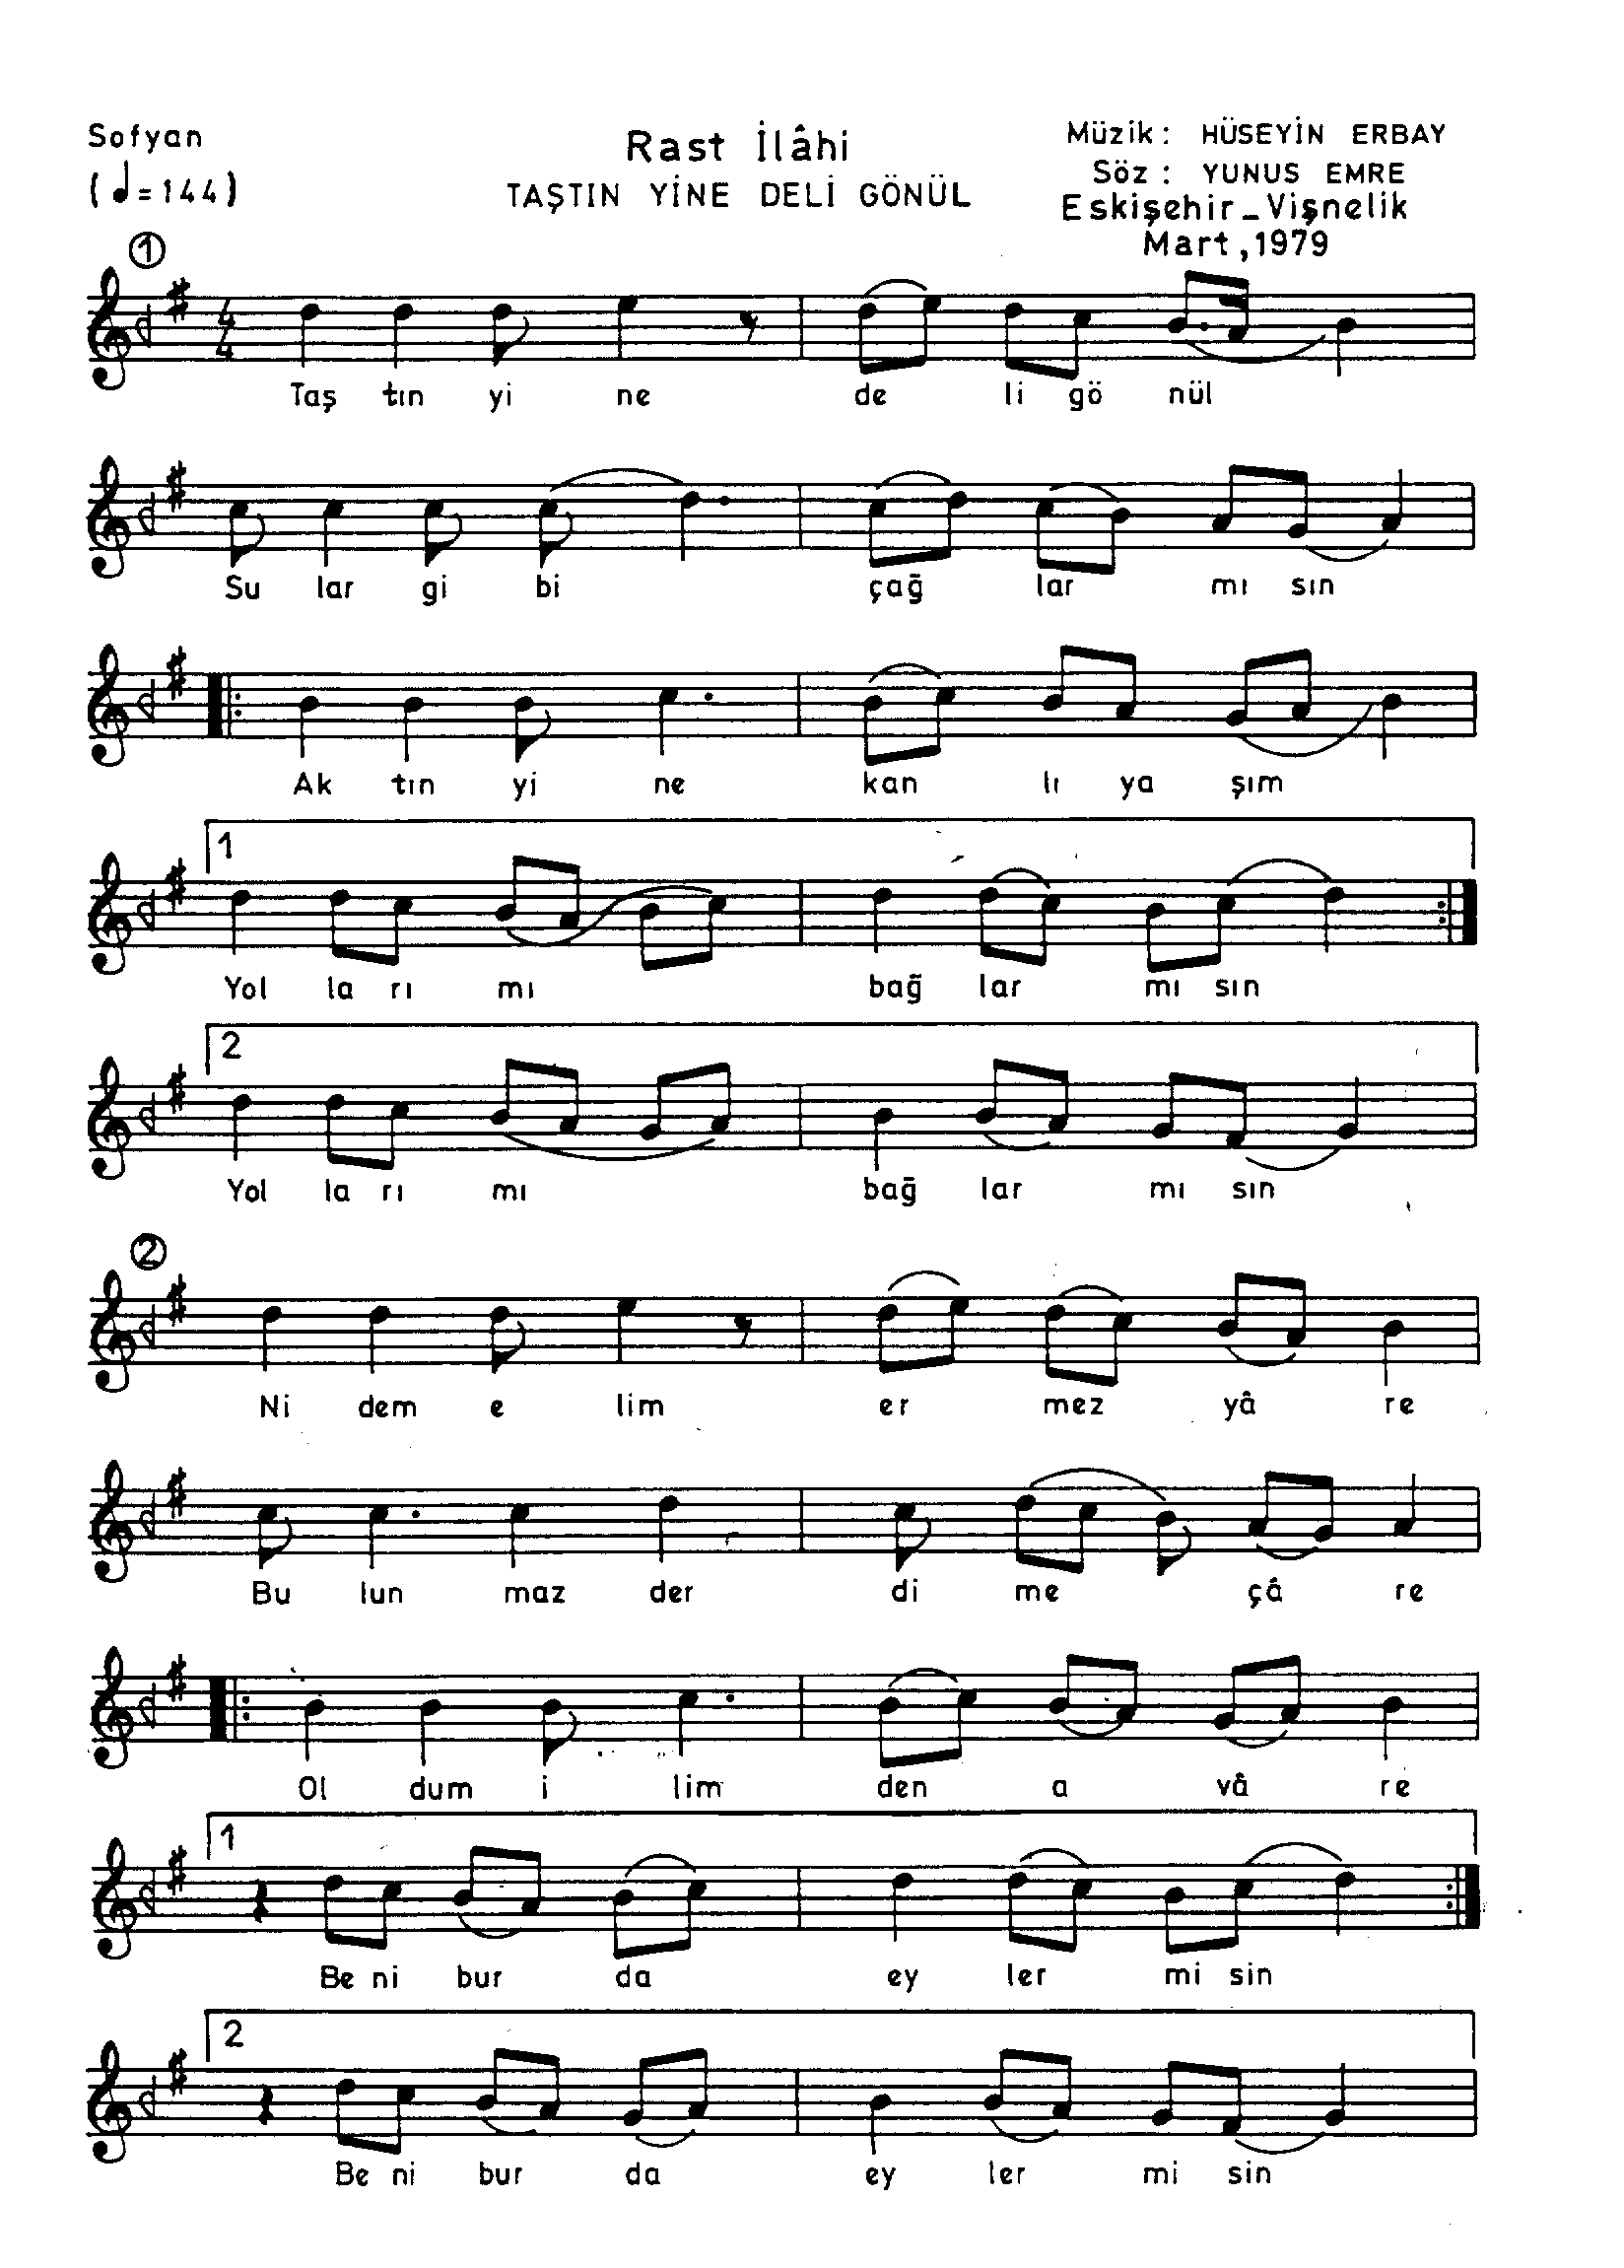 Sofyan
(♩=144)
Rast İlâhi
TAŞTIN YİNE DELİ GÖNÜL
Müzik: HÜSEYİN ERBAY
Söz: YUNUS EMRE
Eskişehir_Vişnelik
Mart,1979
1
4
4
Taş tın yi ne de li gö nül
Su lar gi bi çağ lar mı sın
Ak tın yi ne kan lı ya şım
1
Yol la rı mı bağ lar mı sın
2
Yol la rı mı bağ lar mı sın
2
Ni dem e lim er mez yâ re
Bu lun maz der di me çâ re
Ol dum i lim den a vâ re
1
Be ni bur da ey ler mi sin
2
Be ni bur da ey ler mi sin